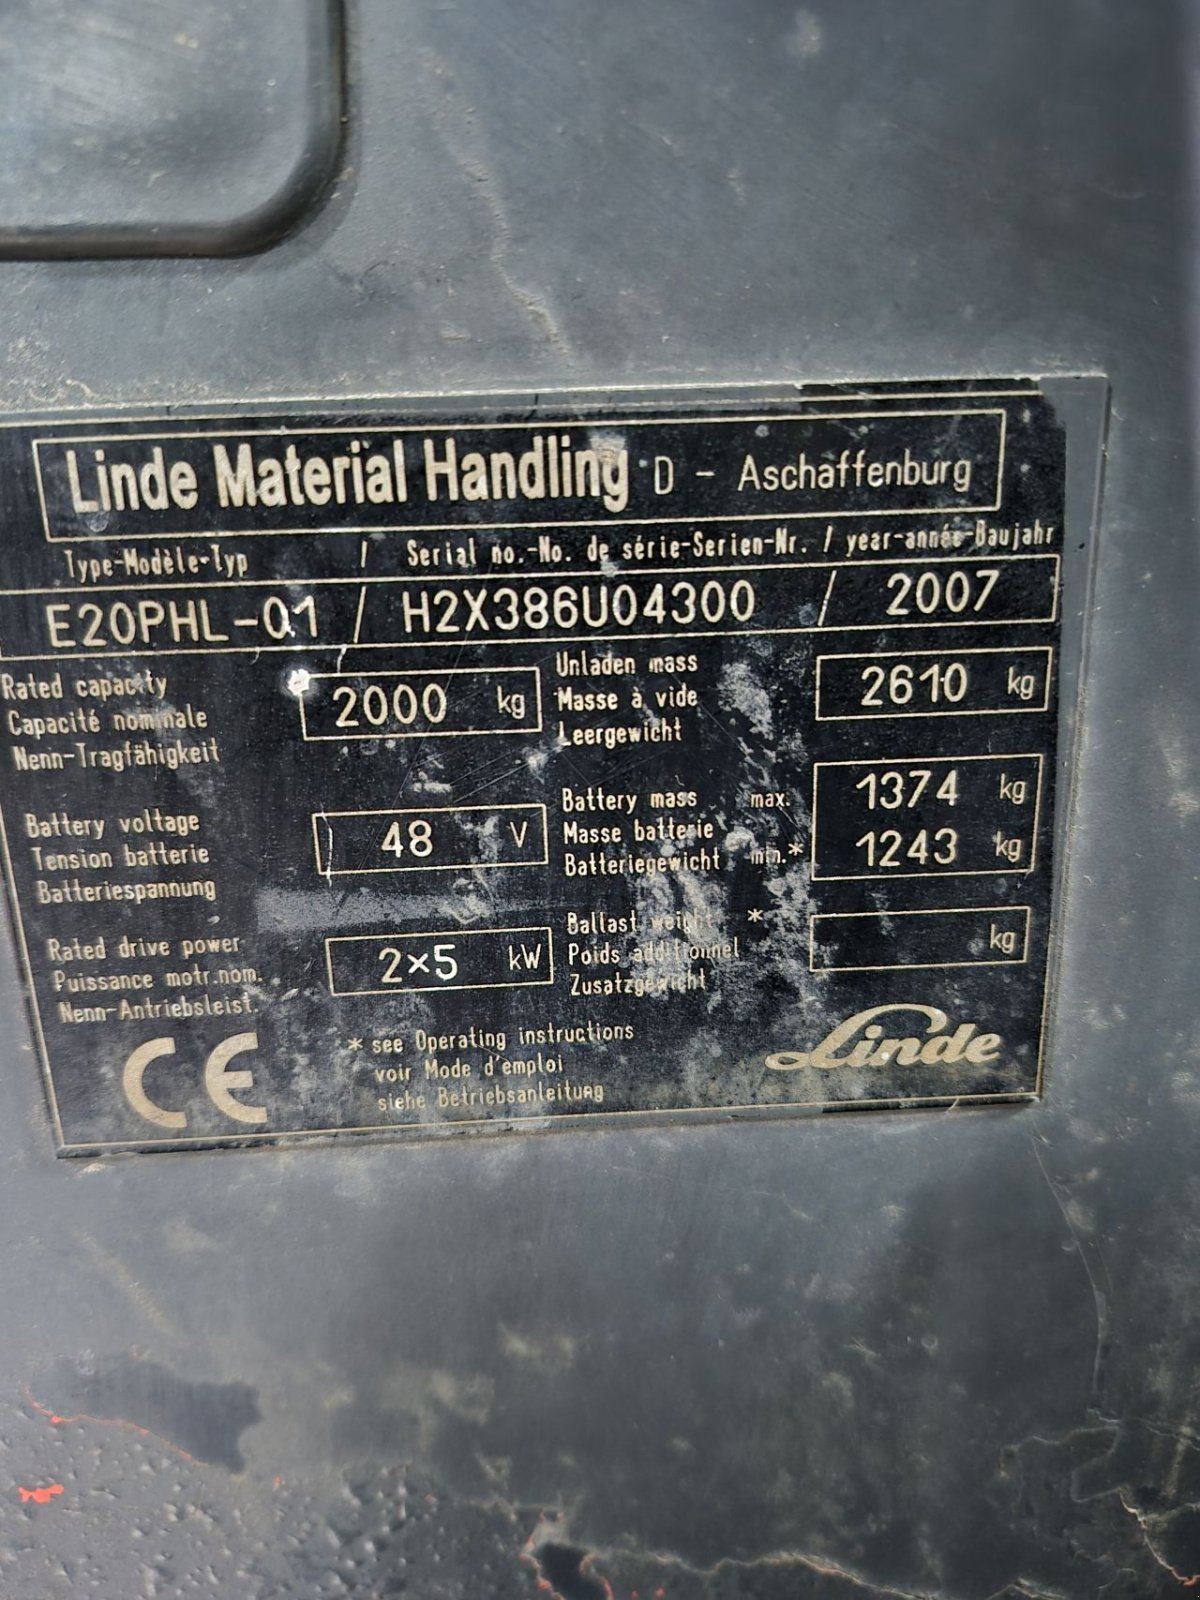 Linde Material Handling D - Aschaffenburg
Type-Modèle-Typ / Serial no.-No. de série-Serien-Nr. / year-année-Baujahr
E20PHL-01 / H2X386U04300 / 2007
Rated capacity
Capacité nominale
Nenn-Tragfähigkeit
2000 kg
Unladen mass
Masse à vide
Leergewicht
2610 kg
Battery voltage
Tension batterie
Batteriespannung
48 V
Battery mass max. 1374 kg
Masse batterie
Batteriegewicht min.* 1243 kg
Rated drive power
Puissance motr.nom.
Nenn-Antriebsleist.
2×5 kW
Ballast weight *
Poids additionnel
Zusatzgewicht
kg
CE
* see Operating instructions
voir Mode d'emploi
siehe Betriebsanleitung
Linde